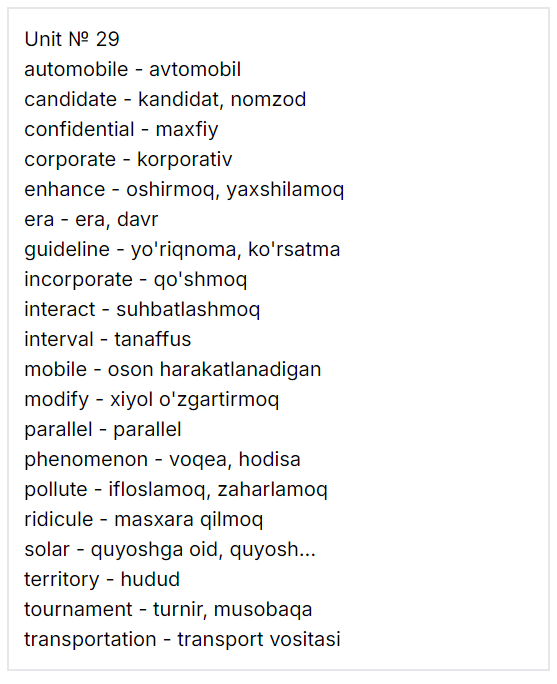 Unit № 29
automobile - avtomobil
candidate - kandidat, nomzod
confidential - maxfiy
corporate - korporativ
enhance - oshirmoq, yaxshilamoq
era - era, davr
guideline - yo'riqnoma, ko'rsatma
incorporate - qo'shmoq
interact - suhbatlashmoq
interval - tanaffus
mobile - oson harakatlanadigan
modify - xiyol o'zgartirmoq
parallel - parallel
phenomenon - voqea, hodisa
pollute - ifloslamoq, zaharlamoq
ridicule - masxara qilmoq
solar - quyoshga oid, quyosh...
territory - hudud
tournament - turnir, musobaqa
transportation - transport vositasi